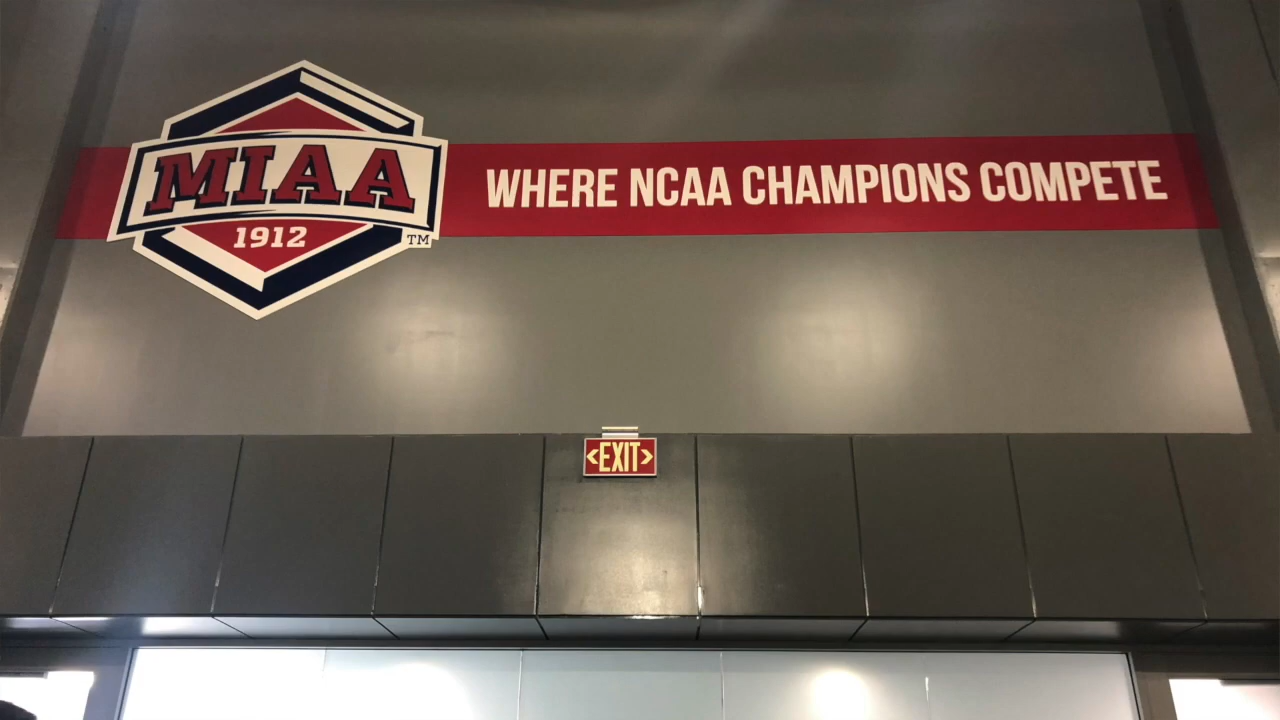 MIAA
1912
TM
WHERE NCAA CHAMPIONS COMPETE
<EXIT>